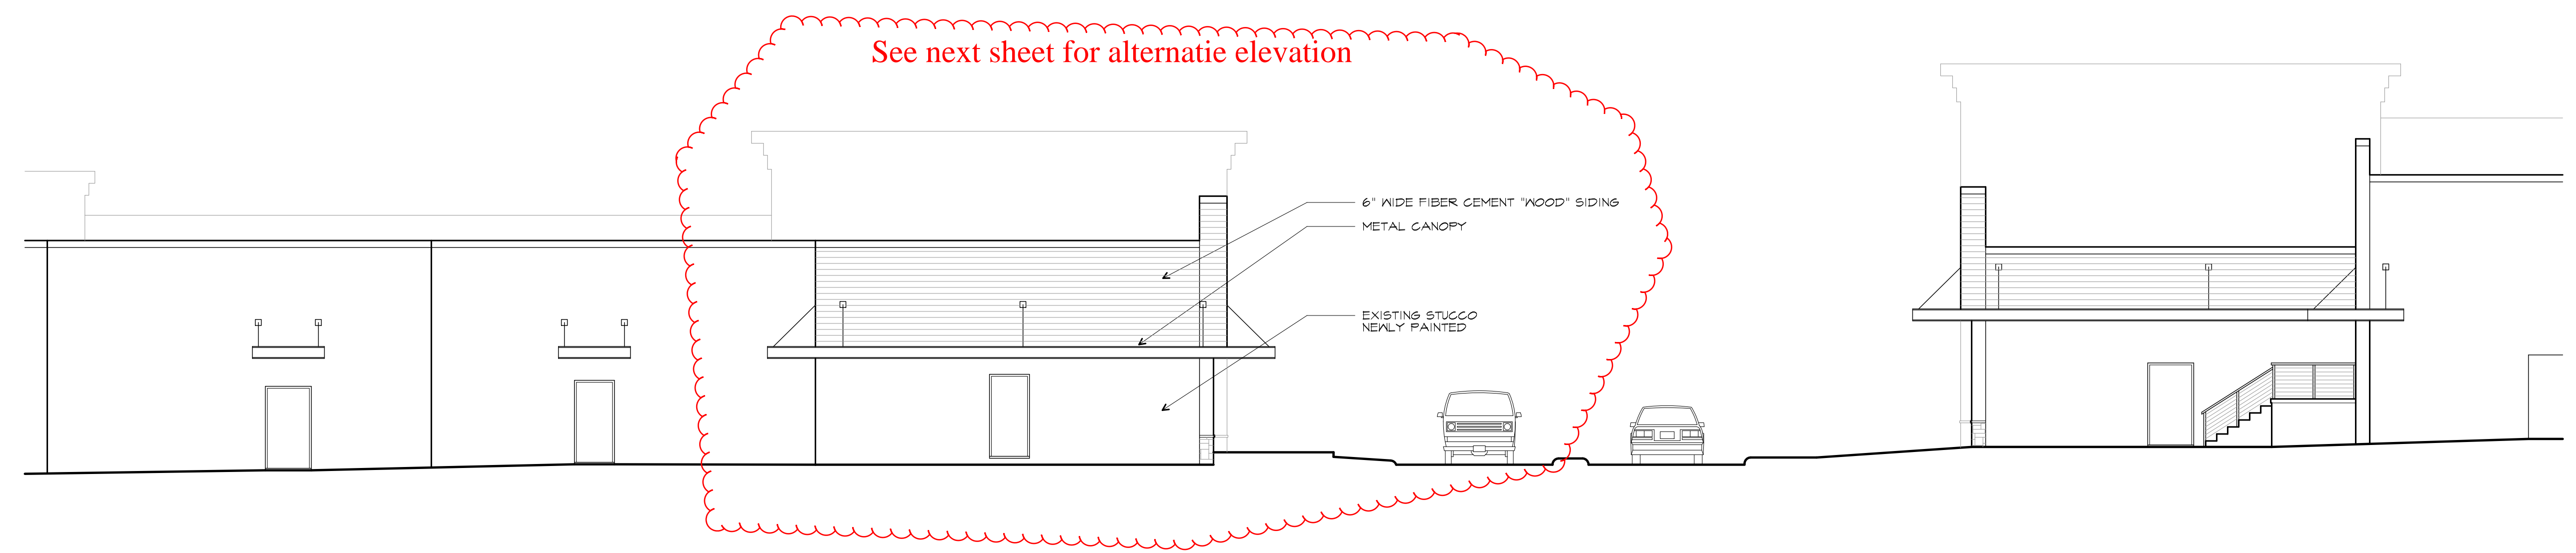 See next sheet for alternatie elevation
6" WIDE FIBER CEMENT "WOOD" SIDING
METAL CANOPY
EXISTING STUCCO
NEWLY PAINTED